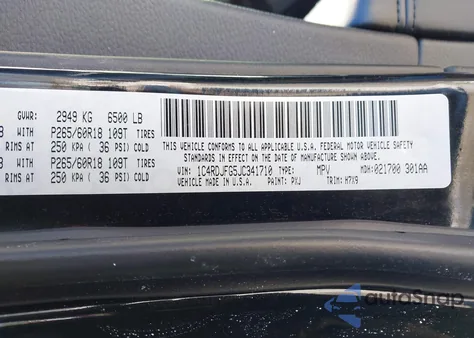 GVWR: 2949 KG 6500 LB
B WITH P265/60R18 109T TIRES
RIMS AT 250 KPA ( 36 PSI) COLD
B WITH P265/60R18 109T TIRES
RIMS AT 250 KPA ( 36 PSI) COLD
THIS VEHICLE CONFORMS TO ALL APPLICABLE U.S.A. FEDERAL MOTOR VEHICLE SAFETY
STANDARDS IN EFFECT ON THE DATE OF MANUFACTURE SHOWN ABOVE.
VIN: 1C4RDJFG5JC341710 TYPE: MPV MDH:021700 301AA
VEHICLE MADE IN U.S.A. PAINT: PXJ TRIM: H7X9
autoSnap